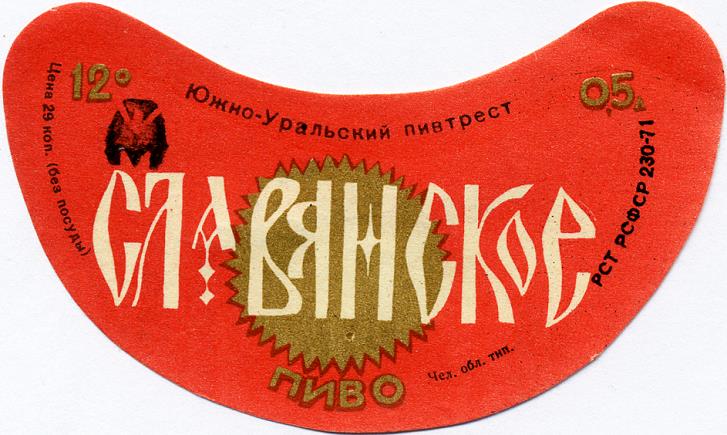 12°
Южно-Уральский пивтрест
0,5л
Цена 29 коп. (без посуды)
СЛАВЯНСКОЕ
РСТ РСФСР 230-71
ПИВО
Чел. обл. тип.